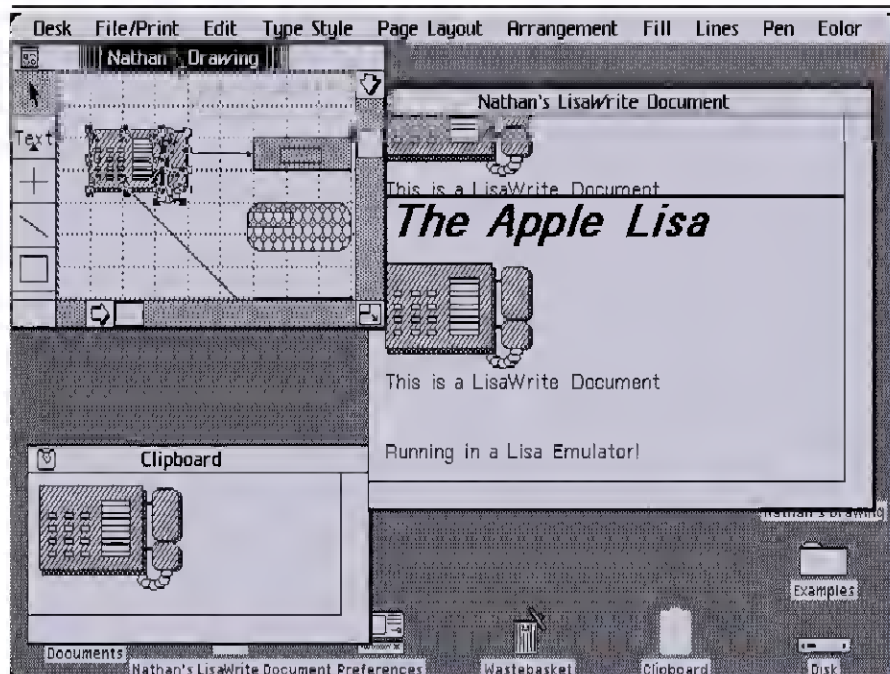 Desk File/Print Edit Type Style Page Layout Arrangement Fill Lines Pen Eolor
Nathan's Drawing
Text
Nathan's LisaWrite Document
This is a LisaWrite Document
The Apple Lisa
This is a LisaWrite Document
Running in a Lisa Emulator!
Clipboard
Nathan's Drawing
Examples
Documents
Nathan's LisaWrite Document Preferences Wastebasket Clipboard Disk